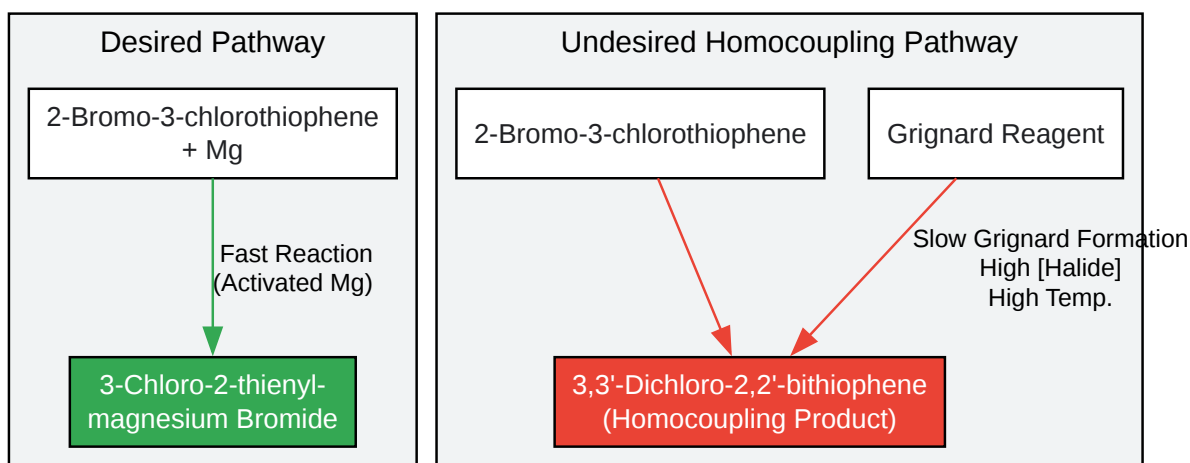 Desired Pathway
2-Bromo-3-chlorothiophene
+ Mg
Fast Reaction
(Activated Mg)
3-Chloro-2-thienyl-
magnesium Bromide
Undesired Homocoupling Pathway
2-Bromo-3-chlorothiophene
Grignard Reagent
Slow Grignard Formation
High [Halide]
High Temp.
3,3'-Dichloro-2,2'-bithiophene
(Homocoupling Product)